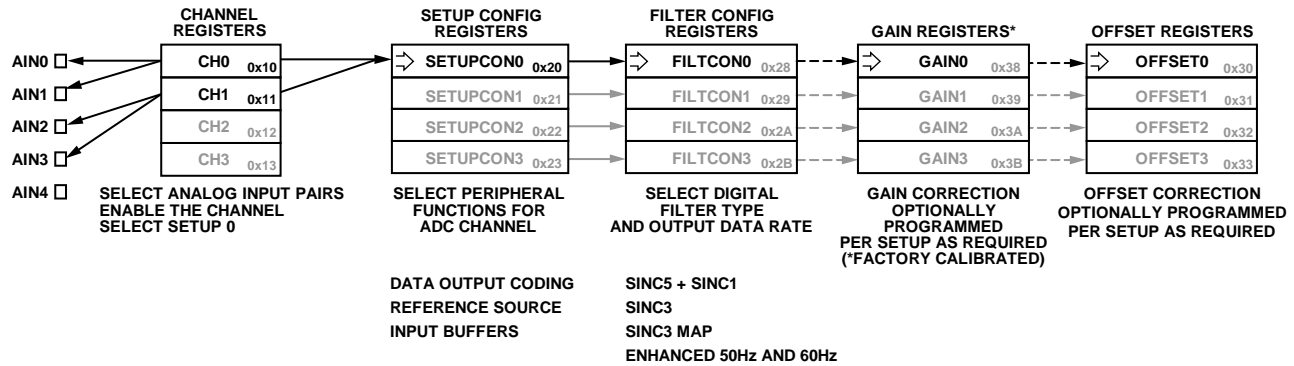 CHANNEL
REGISTERS
SETUP CONFIG
REGISTERS
FILTER CONFIG
REGISTERS
GAIN REGISTERS*
OFFSET REGISTERS
AIN0
AIN1
AIN2
AIN3
AIN4
CH0 0x10
CH1 0x11
CH2 0x12
CH3 0x13
SELECT ANALOG INPUT PAIRS
ENABLE THE CHANNEL
SELECT SETUP 0
SETUPCON0 0x20
SETUPCON1 0x21
SETUPCON2 0x22
SETUPCON3 0x23
SELECT PERIPHERAL
FUNCTIONS FOR
ADC CHANNEL
DATA OUTPUT CODING
REFERENCE SOURCE
INPUT BUFFERS
FILTCON0 0x28
FILTCON1 0x29
FILTCON2 0x2A
FILTCON3 0x2B
SELECT DIGITAL
FILTER TYPE
AND OUTPUT DATA RATE
SINC5 + SINC1
SINC3
SINC3 MAP
ENHANCED 50Hz AND 60Hz
GAIN0 0x38
GAIN1 0x39
GAIN2 0x3A
GAIN3 0x3B
GAIN CORRECTION
OPTIONALLY
PROGRAMMED
PER SETUP AS REQUIRED
(*FACTORY CALIBRATED)
OFFSET0 0x30
OFFSET1 0x31
OFFSET2 0x32
OFFSET3 0x33
OFFSET CORRECTION
OPTIONALLY PROGRAMMED
PER SETUP AS REQUIRED